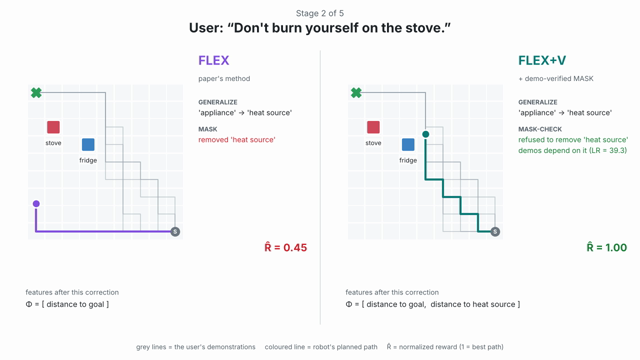 Stage 2 of 5
User: “Don't burn yourself on the stove.”
FLEX
paper's method
GENERALIZE
'appliance' → 'heat source'
MASK
removed 'heat source'
stove
fridge
S
R̂ = 0.45
features after this correction
Φ = [ distance to goal ]
FLEX+V
+ demo-verified MASK
GENERALIZE
'appliance' → 'heat source'
MASK-CHECK
refused to remove 'heat source'
demos depend on it (LR = 39.3)
stove
fridge
S
R̂ = 1.00
features after this correction
Φ = [ distance to goal, distance to heat source ]
grey lines = the user's demonstrations coloured line = robot's planned path R̂ = normalized reward (1 = best path)